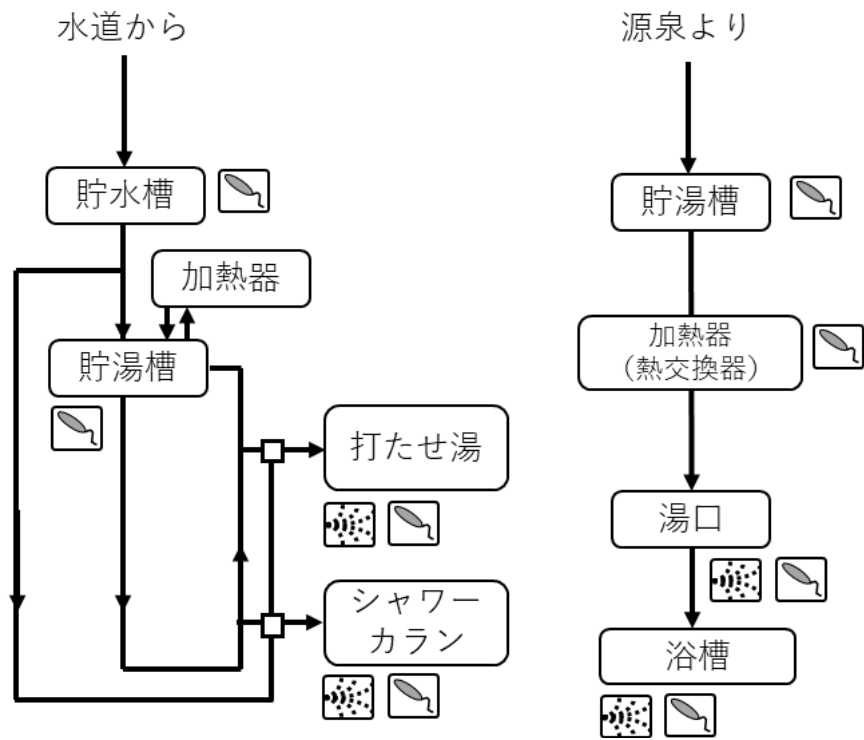 水道から
貯水槽
加熱器
貯湯槽
打たせ湯
シャワー
カラン
源泉より
貯湯槽
加熱器
（熱交換器）
湯口
浴槽